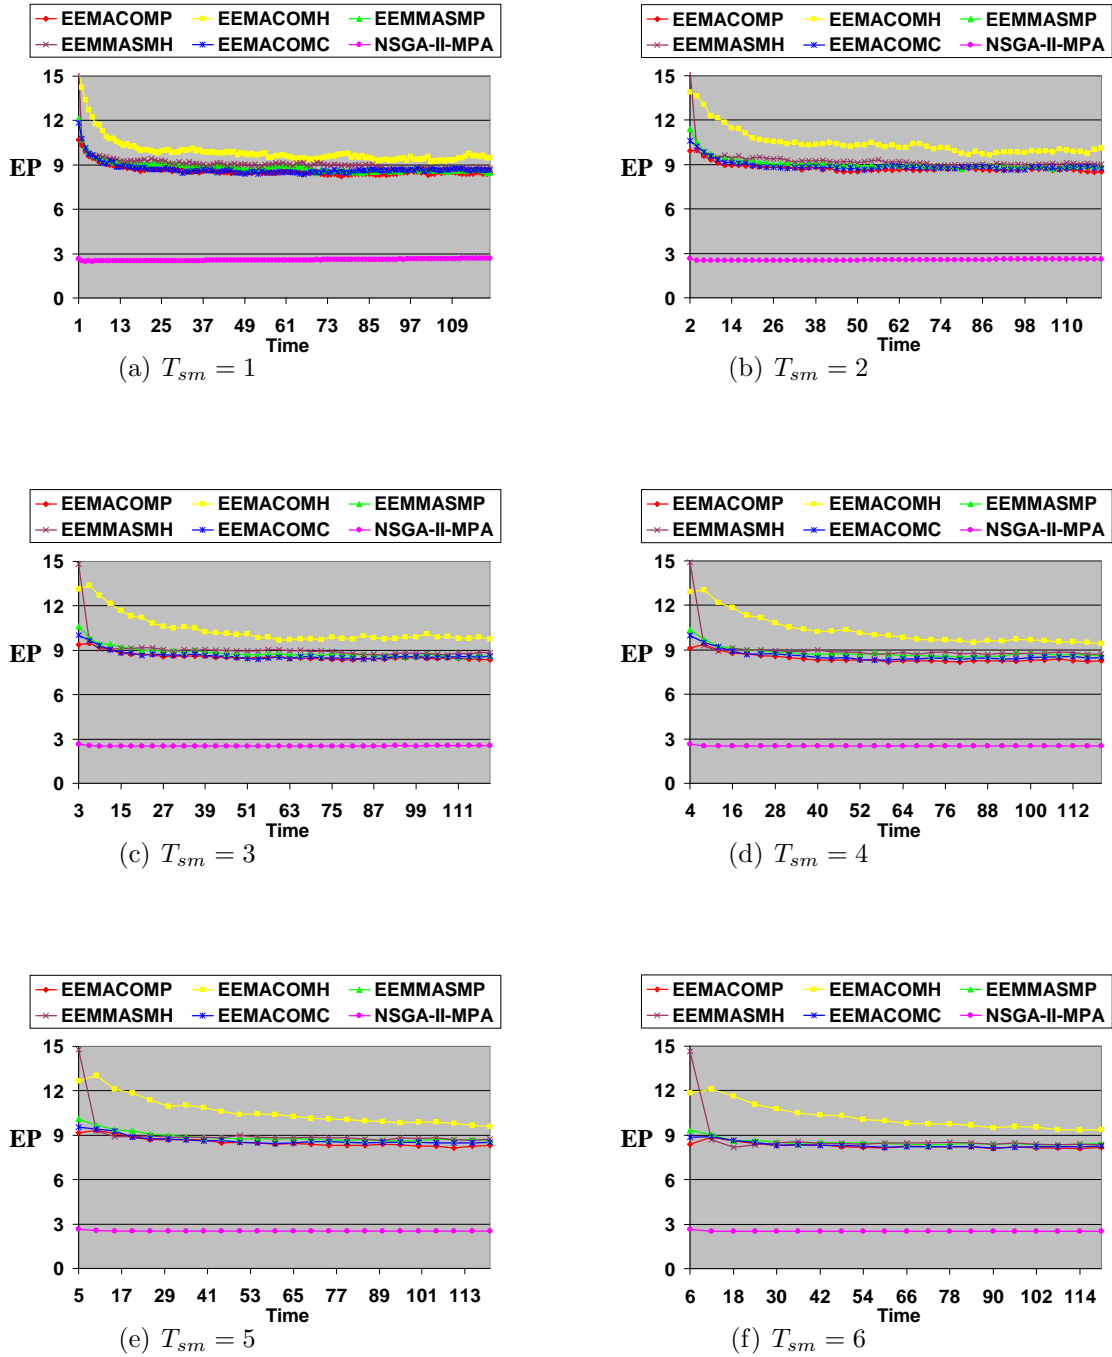 EEMACOMP EEMACOMH EEMMASMP
EEMMASMH EEMACOMC NSGA-II-MPA
15
12
EP 9
6
3
0
1 13 25 37 49 61 73 85 97 109
Time
(a) T_sm = 1
EEMACOMP EEMACOMH EEMMASMP
EEMMASMH EEMACOMC NSGA-II-MPA
15
12
EP 9
6
3
0
2 14 26 38 50 62 74 86 98 110
Time
(b) T_sm = 2
EEMACOMP EEMACOMH EEMMASMP
EEMMASMH EEMACOMC NSGA-II-MPA
15
12
EP 9
6
3
0
3 15 27 39 51 63 75 87 99 111
Time
(c) T_sm = 3
EEMACOMP EEMACOMH EEMMASMP
EEMMASMH EEMACOMC NSGA-II-MPA
15
12
EP 9
6
3
0
4 16 28 40 52 64 76 88 100 112
Time
(d) T_sm = 4
EEMACOMP EEMACOMH EEMMASMP
EEMMASMH EEMACOMC NSGA-II-MPA
15
12
EP 9
6
3
0
5 17 29 41 53 65 77 89 101 113
Time
(e) T_sm = 5
EEMACOMP EEMACOMH EEMMASMP
EEMMASMH EEMACOMC NSGA-II-MPA
15
12
EP 9
6
3
0
6 18 30 42 54 66 78 90 102 114
Time
(f) T_sm = 6